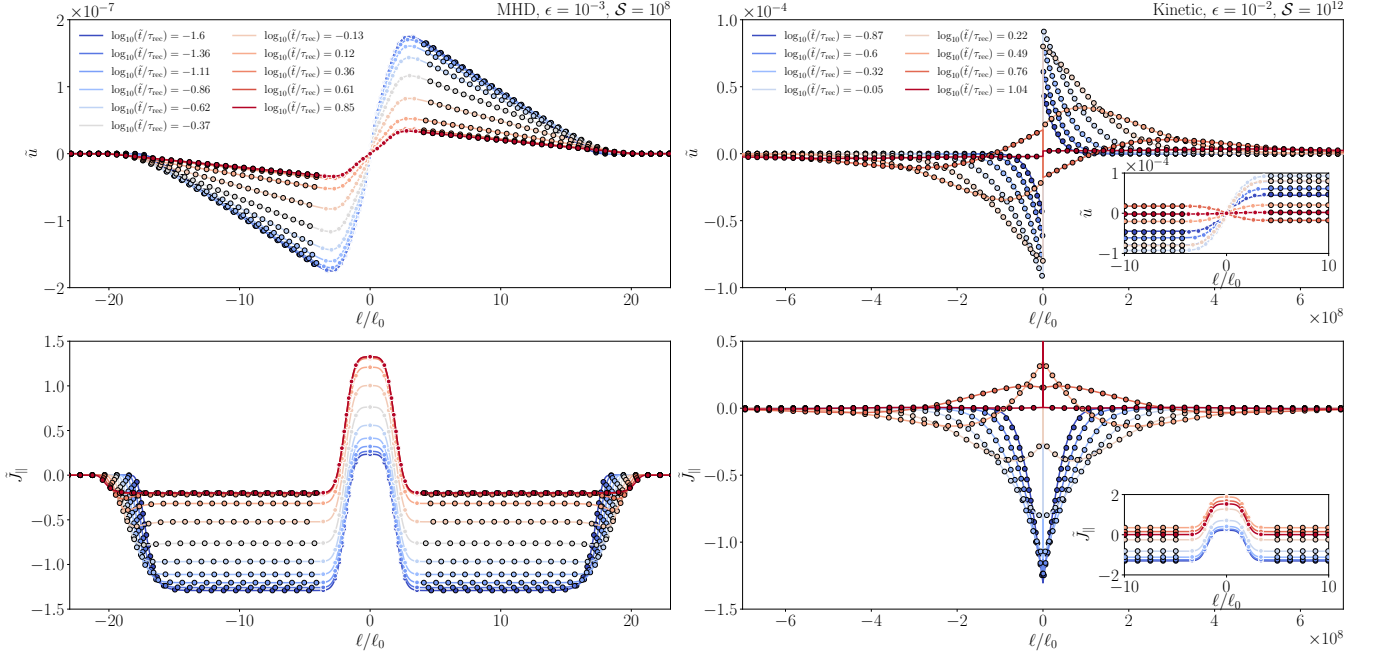 MHD, ϵ = 10⁻³, 𝒮 = 10⁸
×10⁻⁷
log₁₀(t̃/τ_rec) = −1.6
log₁₀(t̃/τ_rec) = −1.36
log₁₀(t̃/τ_rec) = −1.11
log₁₀(t̃/τ_rec) = −0.86
log₁₀(t̃/τ_rec) = −0.62
log₁₀(t̃/τ_rec) = −0.37
log₁₀(t̃/τ_rec) = −0.13
log₁₀(t̃/τ_rec) = 0.12
log₁₀(t̃/τ_rec) = 0.36
log₁₀(t̃/τ_rec) = 0.61
log₁₀(t̃/τ_rec) = 0.85
2
1
0
−1
−2
ũ
−20 −10 0 10 20
ℓ/ℓ₀
Kinetic, ϵ = 10⁻², 𝒮 = 10¹²
×10⁻⁴
log₁₀(t̃/τ_rec) = −0.87
log₁₀(t̃/τ_rec) = −0.6
log₁₀(t̃/τ_rec) = −0.32
log₁₀(t̃/τ_rec) = −0.05
log₁₀(t̃/τ_rec) = 0.22
log₁₀(t̃/τ_rec) = 0.49
log₁₀(t̃/τ_rec) = 0.76
log₁₀(t̃/τ_rec) = 1.04
1.0
0.5
0.0
−0.5
−1.0
ũ
×10⁻⁴
1
0
−1
ũ
−10 0 10
ℓ/ℓ₀
−6 −4 −2 0 2 4 6
ℓ/ℓ₀
×10⁸
1.5
1.0
0.5
0.0
−0.5
−1.0
−1.5
J̃_∥
−20 −10 0 10 20
ℓ/ℓ₀
0.5
0.0
−0.5
−1.0
−1.5
J̃_∥
2
0
−2
J̃_∥
−10 0 10
ℓ/ℓ₀
−6 −4 −2 0 2 4 6
ℓ/ℓ₀
×10⁸